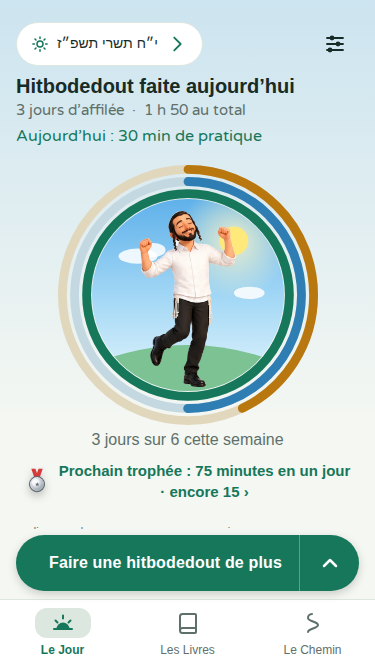 י״ח תשרי תשפ״ז
Hitbodedout faite aujourd’hui
3 jours d’affilée · 1 h 50 au total
Aujourd’hui : 30 min de pratique
3 jours sur 6 cette semaine
Prochain trophée : 75 minutes en un jour
· encore 15 ›
Faire une hitbodedout de plus
Le Jour
Les Livres
Le Chemin